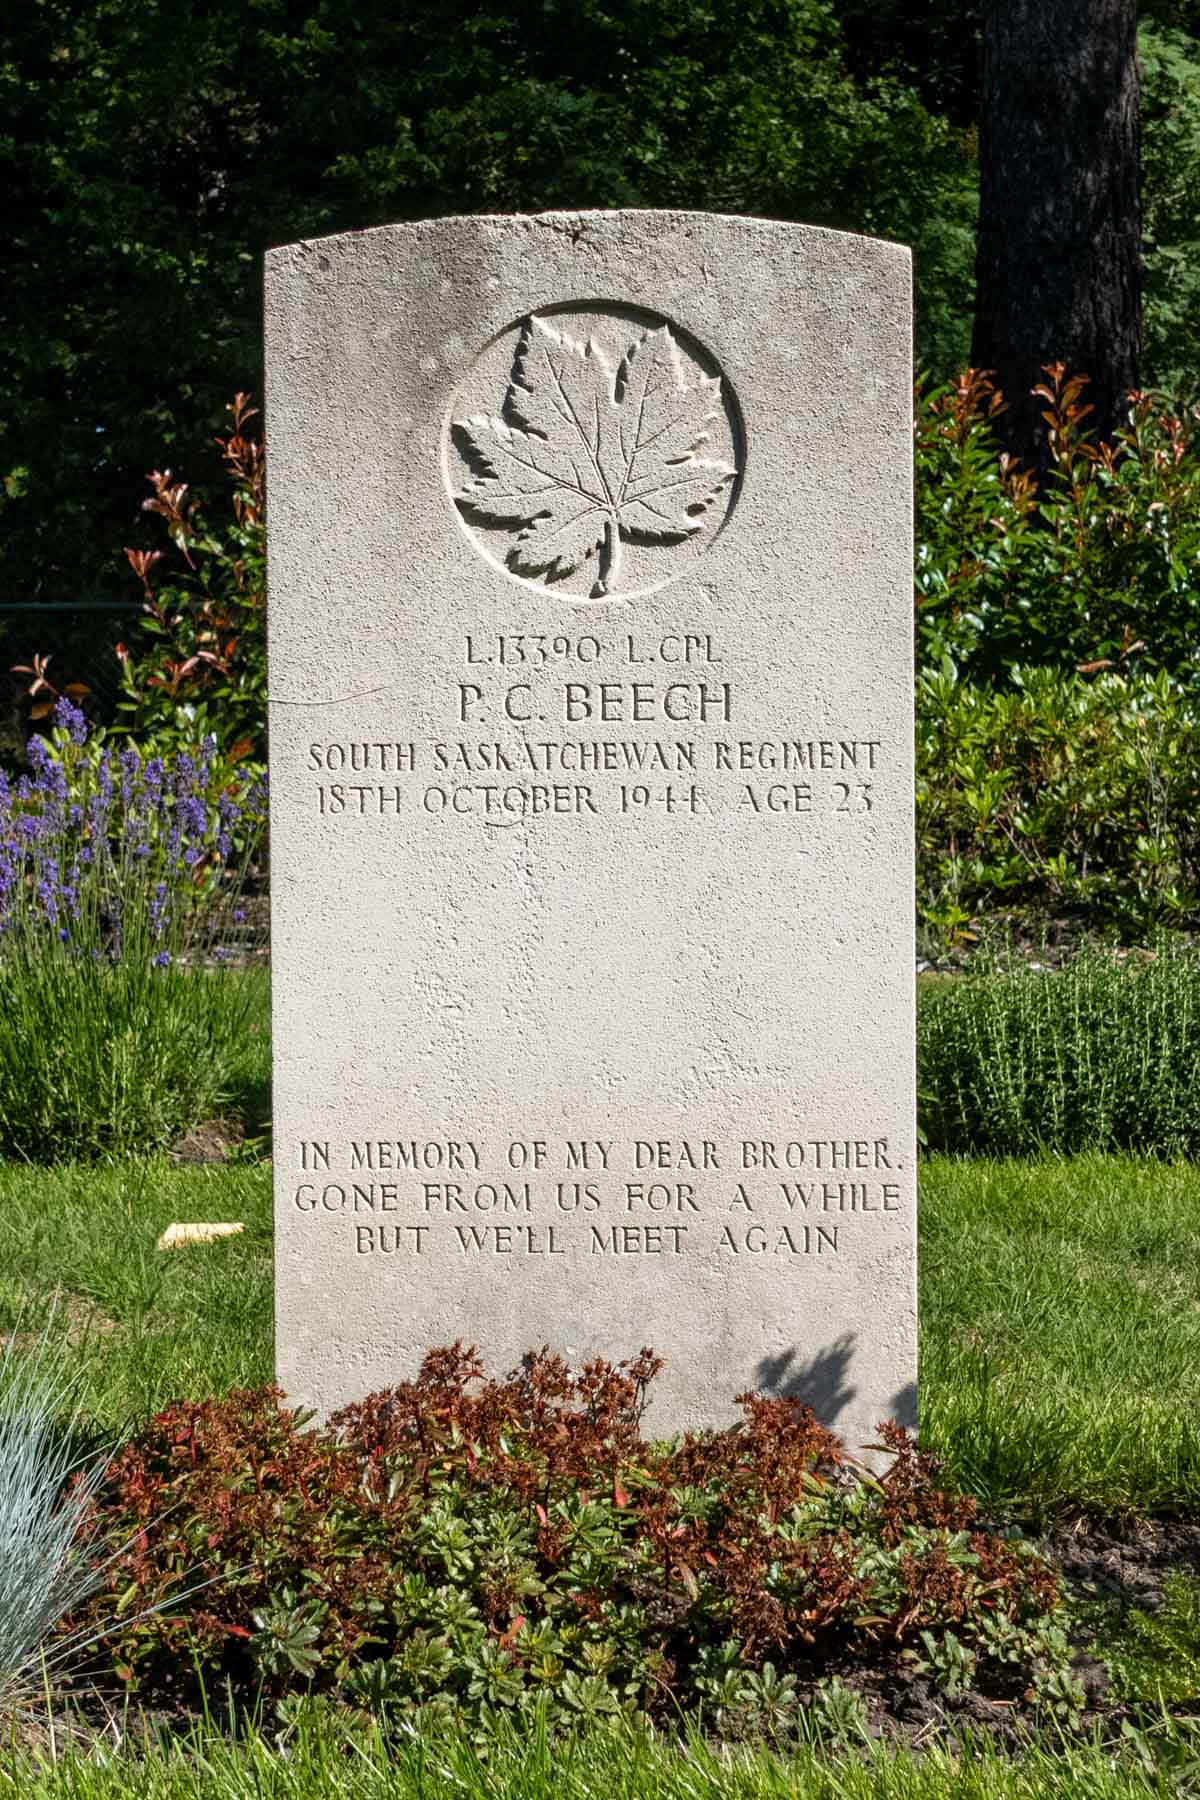 L.13390 L.CPL
P. C. BEECH
SOUTH SASKATCHEWAN REGIMENT
18TH OCTOBER 1944 AGE 23
IN MEMORY OF MY DEAR BROTHER.
GONE FROM US FOR A WHILE
BUT WE'LL MEET AGAIN